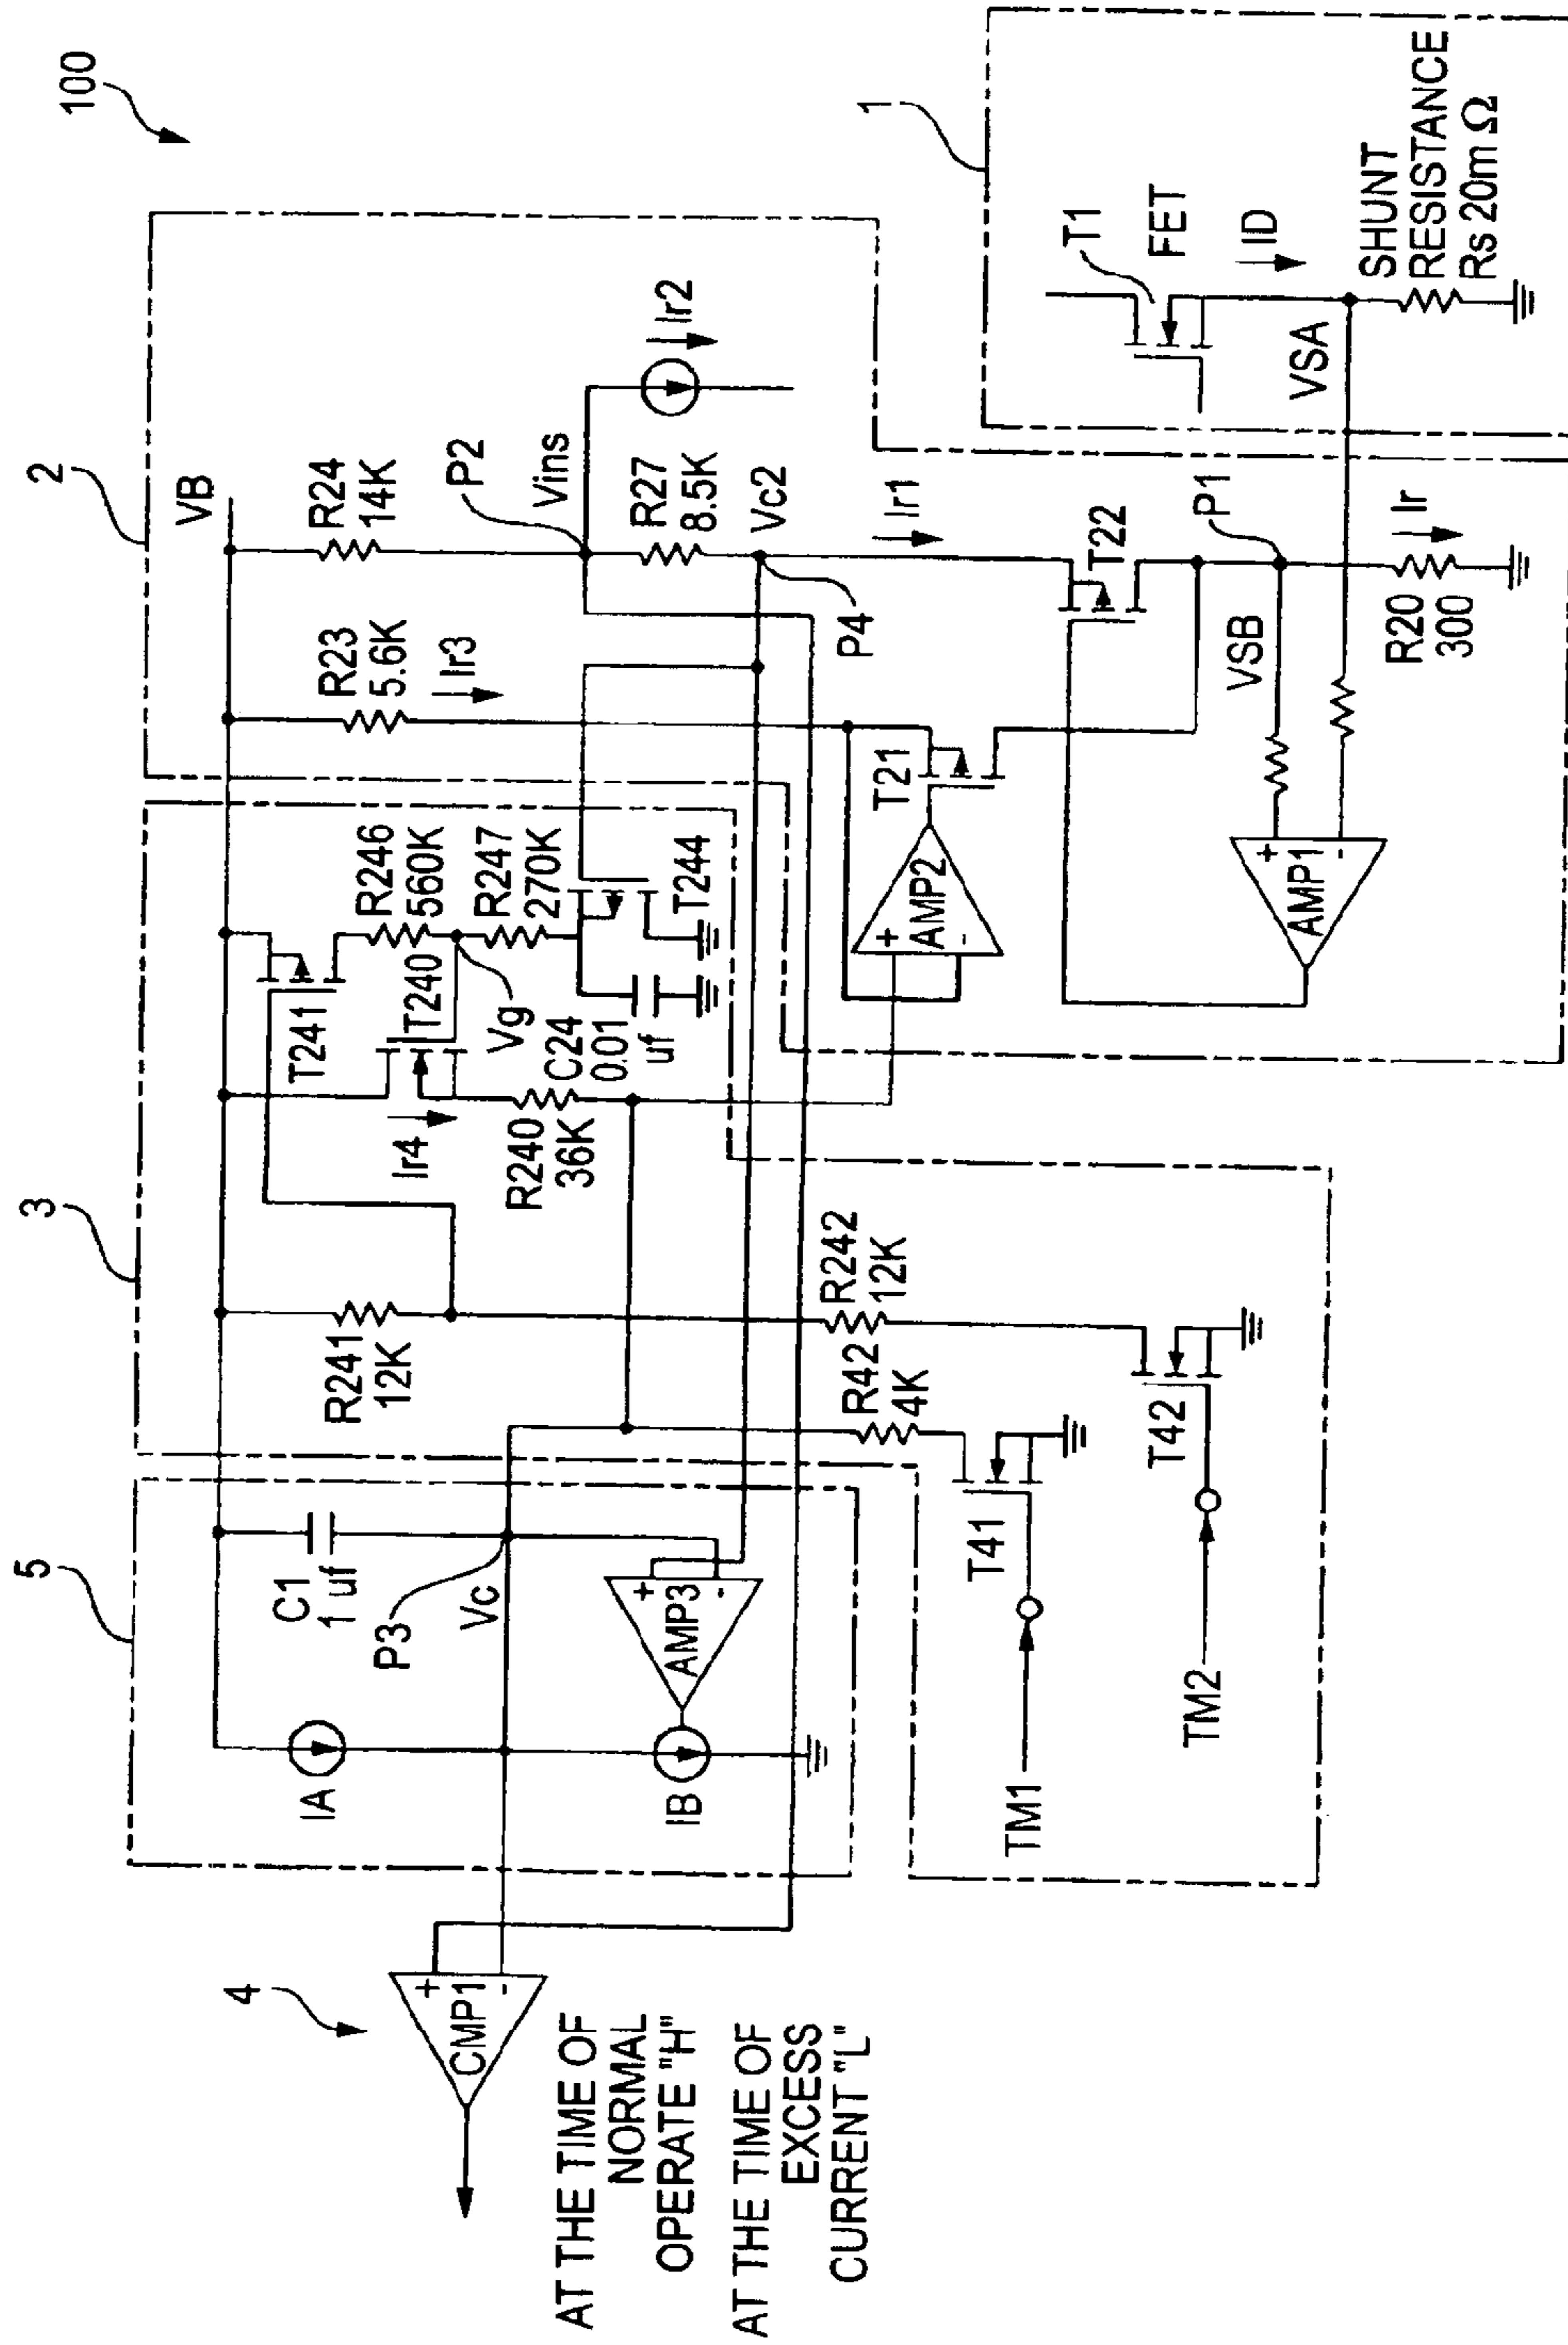 100
5
3
2
1
VB
C1
1 uf
R241
12K
T241
R246
560K
R23
5.6K
R24
14K
Ir3
P2
Vins
Ir2
IA
P3
Vc
Ir4
T240
Vg
R247
270K
R240
36K
C24
0.01
uf
T244
R27
8.5K
Vc2
P4
Ir1
4
CMP1
+
-
AMP3
+
-
IB
R42
4K
R242
12K
AMP2
+
-
T21
T22
T1
FET
ID
AT THE TIME OF
NORMAL
OPERATE "H"
AT THE TIME OF
EXCESS
CURRENT "L"
TM1
T41
TM2
T42
AMP1
+
-
VSB
P1
VSA
R20
300
Ir
SHUNT
RESISTANCE
Rs 20m Ω